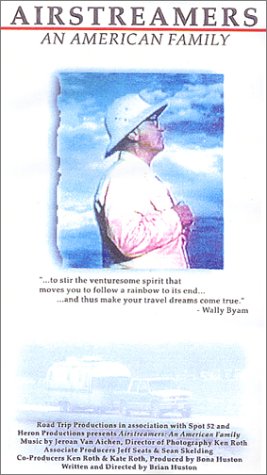 AIRSTREAMERS
AN AMERICAN FAMILY
"...to stir the venturesome spirit that
moves you to follow a rainbow to its end...
...and thus make your travel dreams come true."
- Wally Byam
Road Trip Productions in association with Spot 52 and
Heron Productions presents Airstreamers: An American Family
Music by Jeroan Van Aichen, Director of Photography Ken Roth
Associate Producers Jeff Seats & Sean Skelding
Co-Producers Ken Roth & Kate Roth, Produced by Bona Huston
Written and Directed by Brian Huston